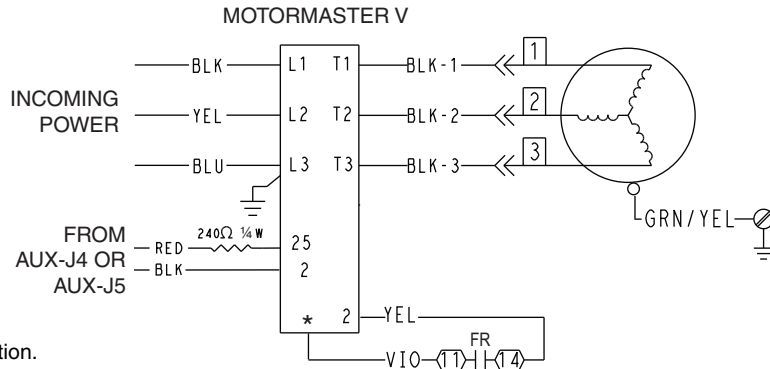 MOTORMASTER V
BLK L1 T1 BLK-1 1
INCOMING
POWER
YEL L2 T2 BLK-2 2
BLU L3 T3 BLK-3 3
GRN/YEL
FROM
AUX-J4 OR
AUX-J5
RED 240Ω ¼ W 25
BLK 2
* 2 YEL
FR
VIO 11 14
tion.